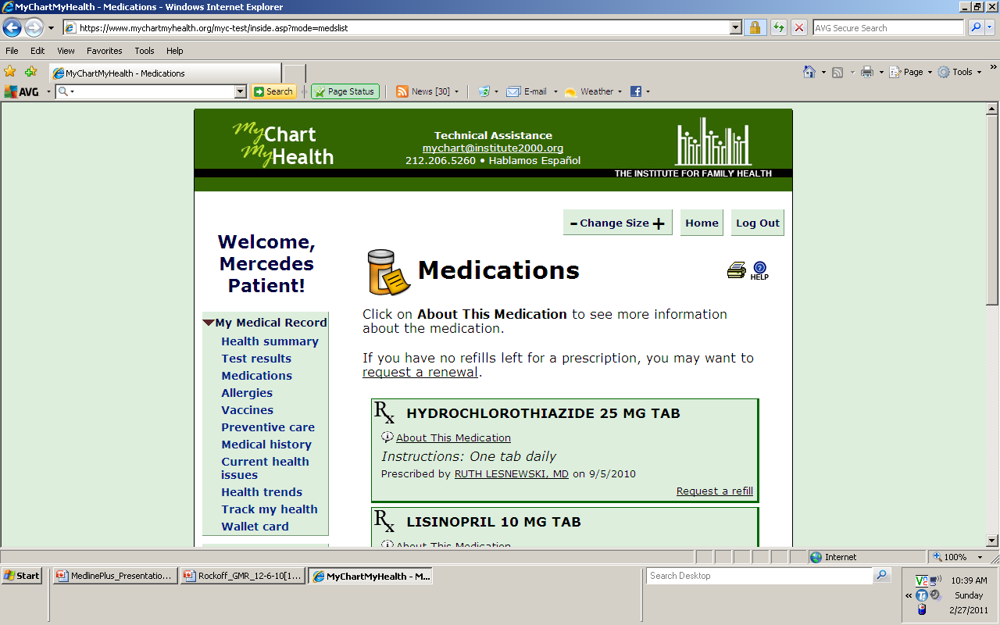 MyChartMyHealth - Medications - Windows Internet Explorer
https://www.mychartmyhealth.org/myc-test/inside.asp?mode=medslist
AVG Secure Search
File Edit View Favorites Tools Help
MyChartMyHealth - Medications
Page Tools »
AVG Search Page Status News [30] E-mail Weather
My Chart
My Health
Technical Assistance
mychart@institute2000.org
212.206.5260 • Hablamos Español
THE INSTITUTE FOR FAMILY HEALTH
- Change Size + Home Log Out
Welcome,
Mercedes
Patient!
My Medical Record
Health summary
Test results
Medications
Allergies
Vaccines
Preventive care
Medical history
Current health
issues
Health trends
Track my health
Wallet card
Medications
HELP
Click on About This Medication to see more information
about the medication.
If you have no refills left for a prescription, you may want to
request a renewal.
Rx HYDROCHLOROTHIAZIDE 25 MG TAB
About This Medication
Instructions: One tab daily
Prescribed by RUTH LESNEWSKI, MD on 9/5/2010
Request a refill
Rx LISINOPRIL 10 MG TAB
About This Medication
Internet 100%
Start MedlinePlus_Presentatio... Rockoff_GMR_12-6-10[1... MyChartMyHealth - M... Search Desktop
10:39 AM
Sunday
2/27/2011